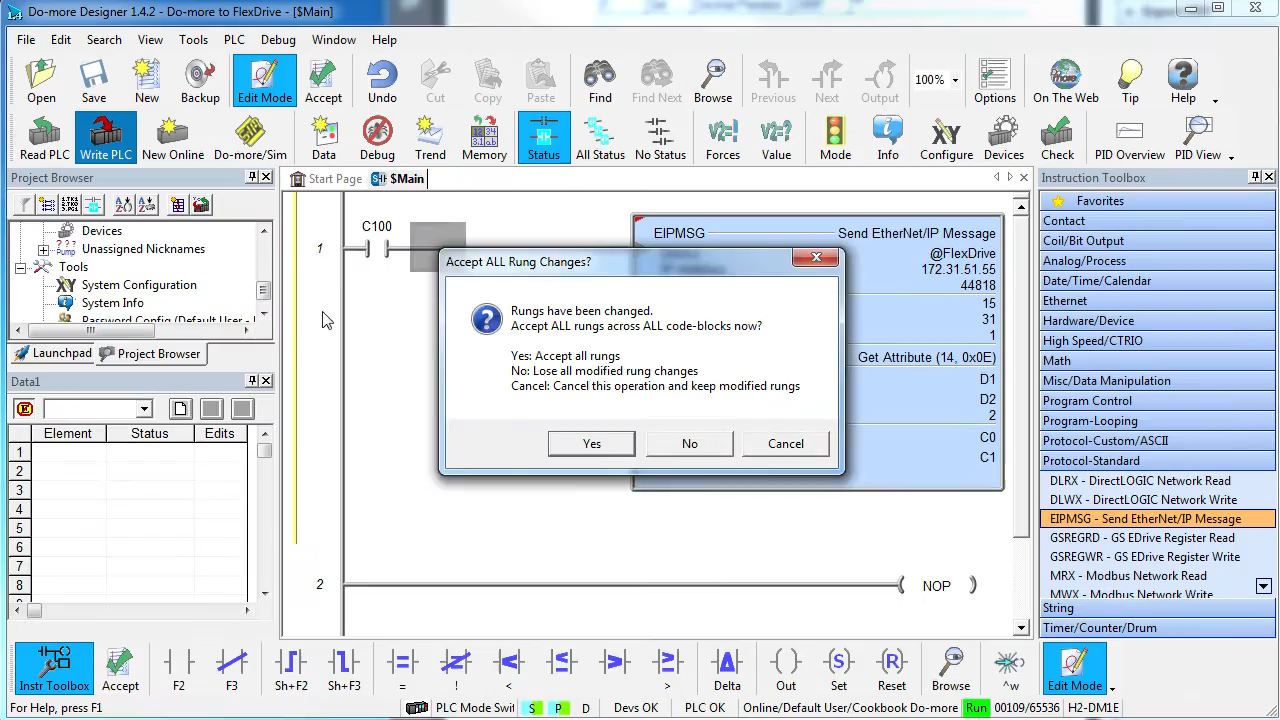 Do-more Designer 1.4.2 - Do-more to FlexDrive - [$Main]
File Edit Search View Tools PLC Debug Window Help
Open Save New Backup Edit Mode Accept Undo Cut Copy Paste Find Find Next Browse Previous Next Output 100% Options On The Web Tip Help
Read PLC Write PLC New Online Do-more/Sim Data Debug Trend Memory Status All Status No Status Forces Value Mode Info Configure Devices Check PID Overview PID View
Project Browser
Start Page $Main
Instruction Toolbox
Devices
Unassigned Nicknames
Tools
System Configuration
System Info
Password Config (Default User -
Launchpad Project Browser
Data1
Element Status Edits
1
2
3
4
5
6
7
8
1
C100
EIPMSG Send EtherNet/IP Message
@FlexDrive
172.31.51.55
44818
15
31
1
Get Attribute (14, 0x0E)
D1
D2
2
C0
C1
Accept ALL Rung Changes?
Rungs have been changed.
Accept ALL rungs across ALL code-blocks now?
Yes: Accept all rungs
No: Lose all modified rung changes
Cancel: Cancel this operation and keep modified rungs
Yes No Cancel
2 NOP
Favorites
Contact
Coil/Bit Output
Analog/Process
Date/Time/Calendar
Ethernet
Hardware/Device
High Speed/CTRIO
Math
Misc/Data Manipulation
Program Control
Program-Looping
Protocol-Custom/ASCII
Protocol-Standard
DLRX - DirectLOGIC Network Read
DLWX - DirectLOGIC Network Write
EIPMSG - Send EtherNet/IP Message
GSREGRD - GS EDrive Register Read
GSREGWR - GS EDrive Register Write
MRX - Modbus Network Read
MWX - Modbus Network Write
String
Timer/Counter/Drum
Instr Toolbox Accept F2 F3 Sh+F2 Sh+F3 = ! < > Delta Out Set Reset Browse ^w Edit Mode
For Help, press F1 PLC Mode Swit S P D Devs OK PLC OK Online/Default User/Cookbook Do-more Run 00109/65536 H2-DM1E